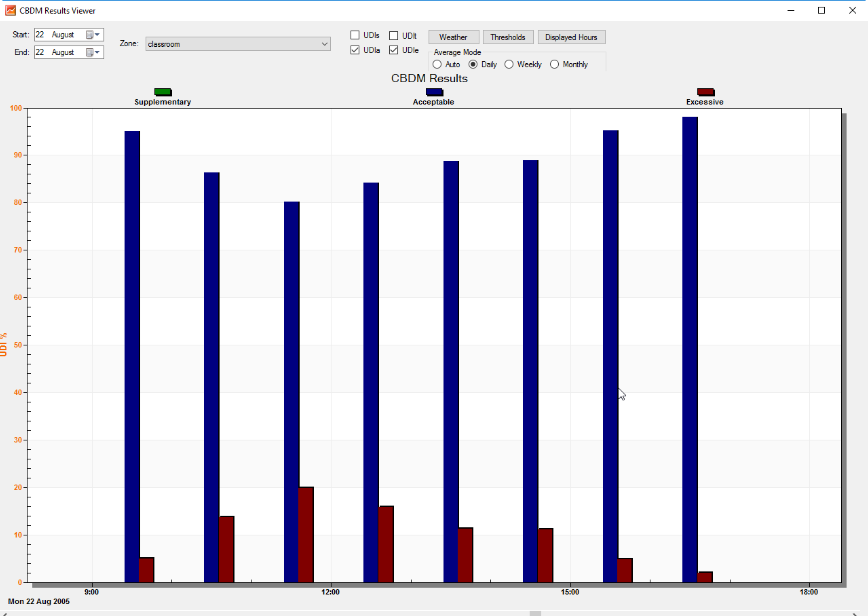 CBDM Results Viewer
Start: 22 August
End: 22 August
Zone: classroom
UDIs UDIt
UDIa UDIe
Weather Thresholds Displayed Hours
Average Mode
Auto Daily Weekly Monthly
CBDM Results
Supplementary Acceptable Excessive
100
90
80
70
60
UDI %
50
40
30
20
10
0
9:00 12:00 15:00 18:00
Mon 22 Aug 2005